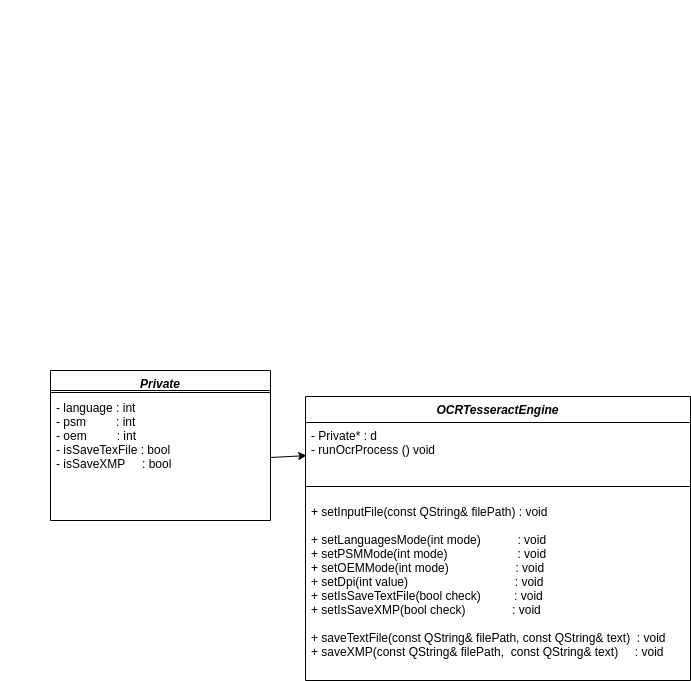 Private
- language : int
- psm : int
- oem : int
- isSaveTexFile : bool
- isSaveXMP : bool
OCRTesseractEngine
- Private* : d
- runOcrProcess () void
+ setInputFile(const QString& filePath) : void
+ setLanguagesMode(int mode) : void
+ setPSMMode(int mode) : void
+ setOEMMode(int mode) : void
+ setDpi(int value) : void
+ setIsSaveTextFile(bool check) : void
+ setIsSaveXMP(bool check) : void
+ saveTextFile(const QString& filePath, const QString& text) : void
+ saveXMP(const QString& filePath, const QString& text) : void